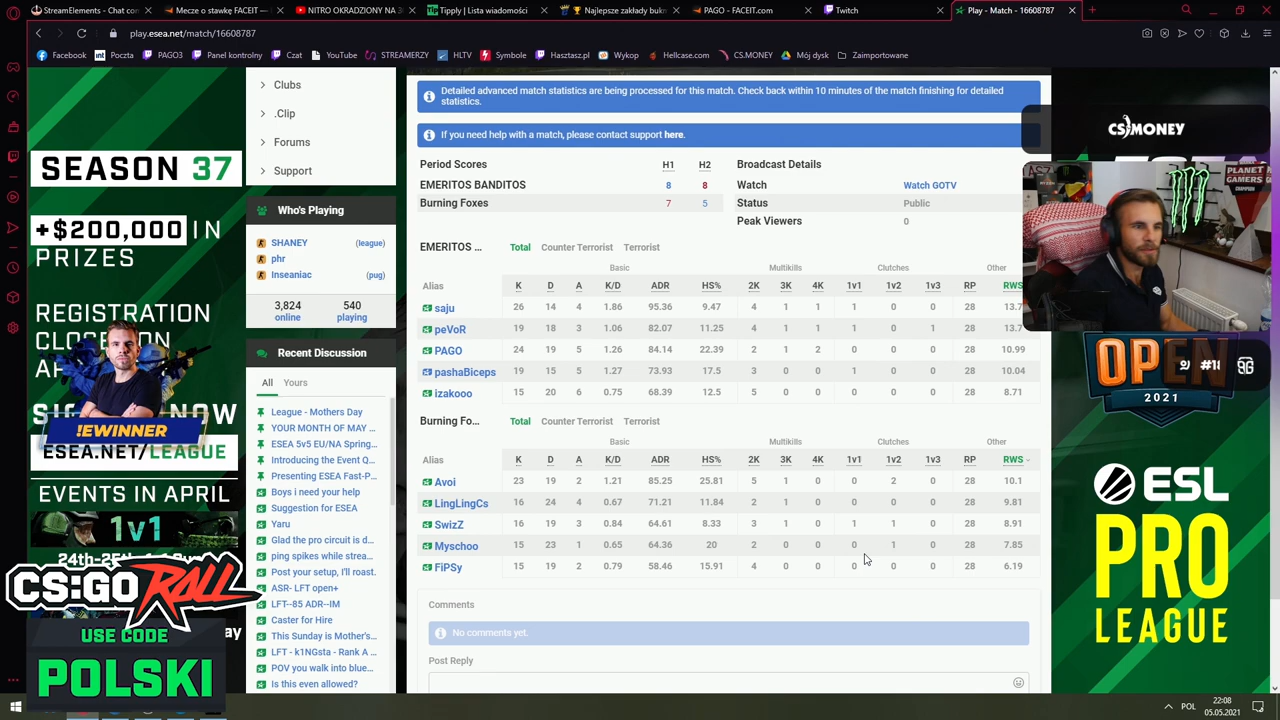 StreamElements - Chat con
Maczug o stawkę FACEIT -
NITRO OKRADZIONY NA 3
Tipply | Lista wiadomości
Najlepsze zakłady bukm
PAGO - FACEIT.com
Twitch
Play - Match 16608787
play.esea.net/match/16608787
Facebook
Poczta
PAGO3
Panel kontrolny
Czat
YouTube
STREAMERZY
HLTV
Symbole
Hasztasz.pl
Wykop
Hellcase.com
CS.MONEY
Mój dysk
Zaimportowane
SEASON 37
+$200,000 IN
PRIZES
REGISTRATION
!EWINNER
ESEA.NET/LEAGUE
EVENTS IN APRIL
1v1
CS:GO ROLL
USE CODE
POLSKI
Clubs
.Clip
Forums
Support
Who's Playing
SHANEY (league)
phr
Inseaniac (pug)
3,824 540
online playing
Recent Discussion
All Yours
League - Mothers Day
YOUR MONTH OF MAY ...
ESEA 5v5 EU/NA Spring...
Introducing the Event Q...
Presenting ESEA Fast-P...
Boys i need your help
Suggestion for ESEA
Yaru
Glad the pro circuit is d...
ping spikes while strea...
Post your setup, I'll roast.
ASR- LFT open+
LFT--85 ADR--IM
Caster for Hire
This Sunday is Mother's...
LFT - k1NGsta - Rank A ...
POV you walk into blue...
Is this even allowed?
Detailed advanced match statistics are being processed for this match. Check back within 10 minutes of the match finishing for detailed
statistics.
If you need help with a match, please contact support here.
Period Scores H1 H2
EMERITOS BANDITOS 8 8
Burning Foxes 7 5
Broadcast Details
Watch Watch GOTV
Status Public
Peak Viewers 0
EMERITOS ... Total Counter Terrorist Terrorist
Basic Multikills Clutches Other
Alias K D A K/D ADR HS% 2K 3K 4K 1v1 1v2 1v3 RP RWS
saju 26 14 4 1.86 95.36 9.47 4 1 1 1 0 0 28 13.7
peVoR 19 18 3 1.06 82.07 11.25 4 1 1 1 0 1 28 13.7
PAGO 24 19 5 1.26 84.14 22.39 2 1 2 0 0 0 28 10.99
pashaBiceps 19 15 5 1.27 73.93 17.5 3 0 0 1 0 0 28 10.04
izakooo 15 20 6 0.75 68.39 12.5 5 0 0 0 0 0 28 8.71
Burning Fo... Total Counter Terrorist Terrorist
Basic Multikills Clutches Other
Alias K D A K/D ADR HS% 2K 3K 4K 1v1 1v2 1v3 RP RWS
Avoi 23 19 2 1.21 85.25 25.81 5 1 0 0 2 0 28 10.1
LingLingCs 16 24 4 0.67 71.21 11.84 2 1 0 0 0 0 28 9.81
SwizZ 16 19 3 0.84 64.61 8.33 3 1 0 1 1 0 28 8.91
Myschoo 15 23 1 0.65 64.36 20 2 0 0 0 1 0 28 7.85
FiPSy 15 19 2 0.79 58.46 15.91 4 0 0 0 0 0 28 6.19
Comments
No comments yet.
Post Reply
CS:MONEY
MONSTER
PLANET
GAMERS
OPEN
2021
ESL
PRO
LEAGUE
POL
22:08
05.05.2021